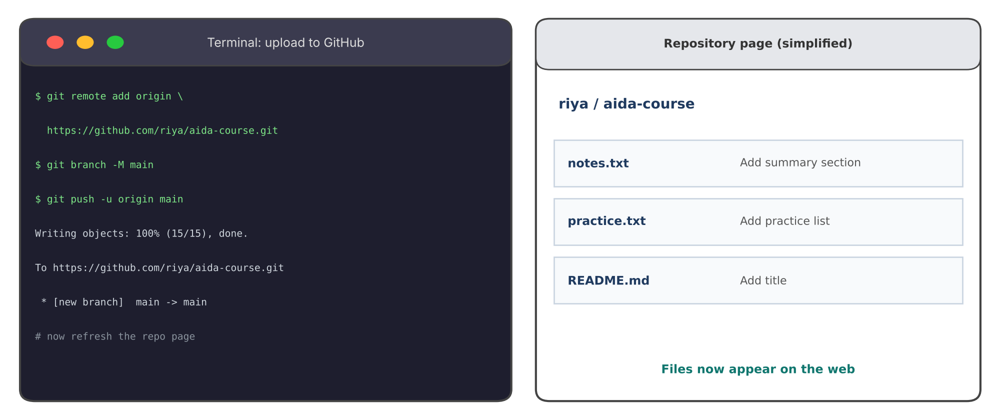 Terminal: upload to GitHub
$ git remote add origin \
  https://github.com/riya/aida-course.git
$ git branch -M main
$ git push -u origin main
Writing objects: 100% (15/15), done.
To https://github.com/riya/aida-course.git
 * [new branch]  main -> main
# now refresh the repo page
Repository page (simplified)
riya / aida-course
notes.txt Add summary section
practice.txt Add practice list
README.md Add title
Files now appear on the web